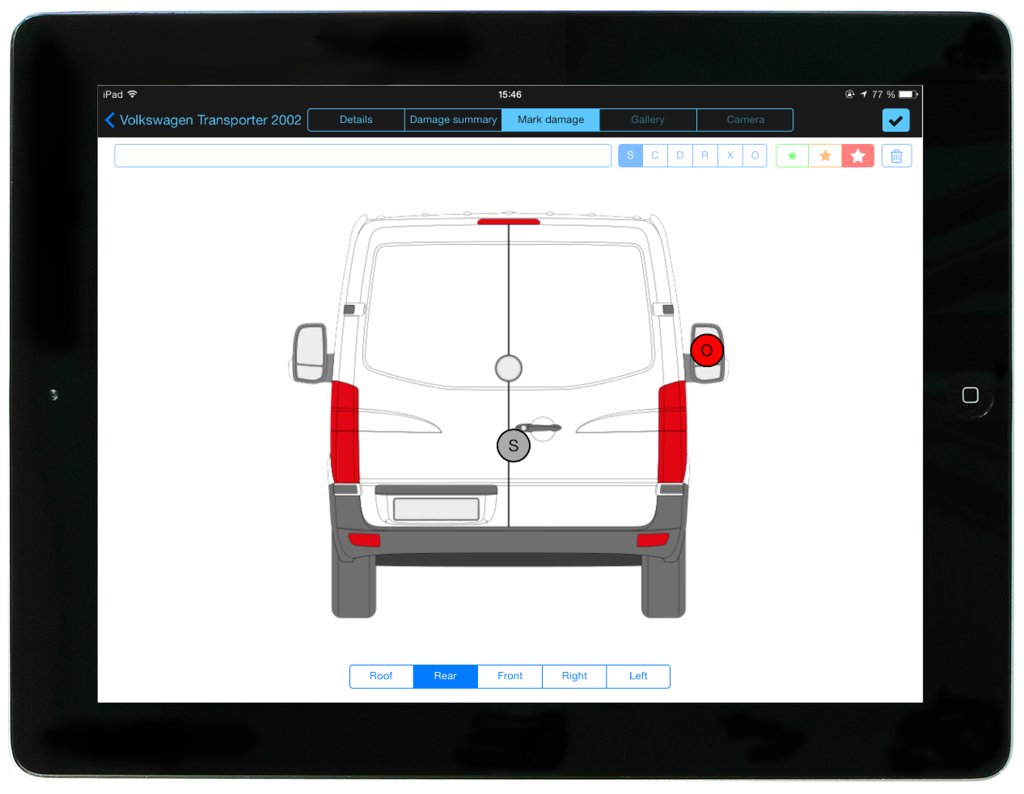 iPad 15:46 77 %
Volkswagen Transporter 2002 Details Damage summary Mark damage Gallery Camera
S C D R X O
O
S
Roof Rear Front Right Left